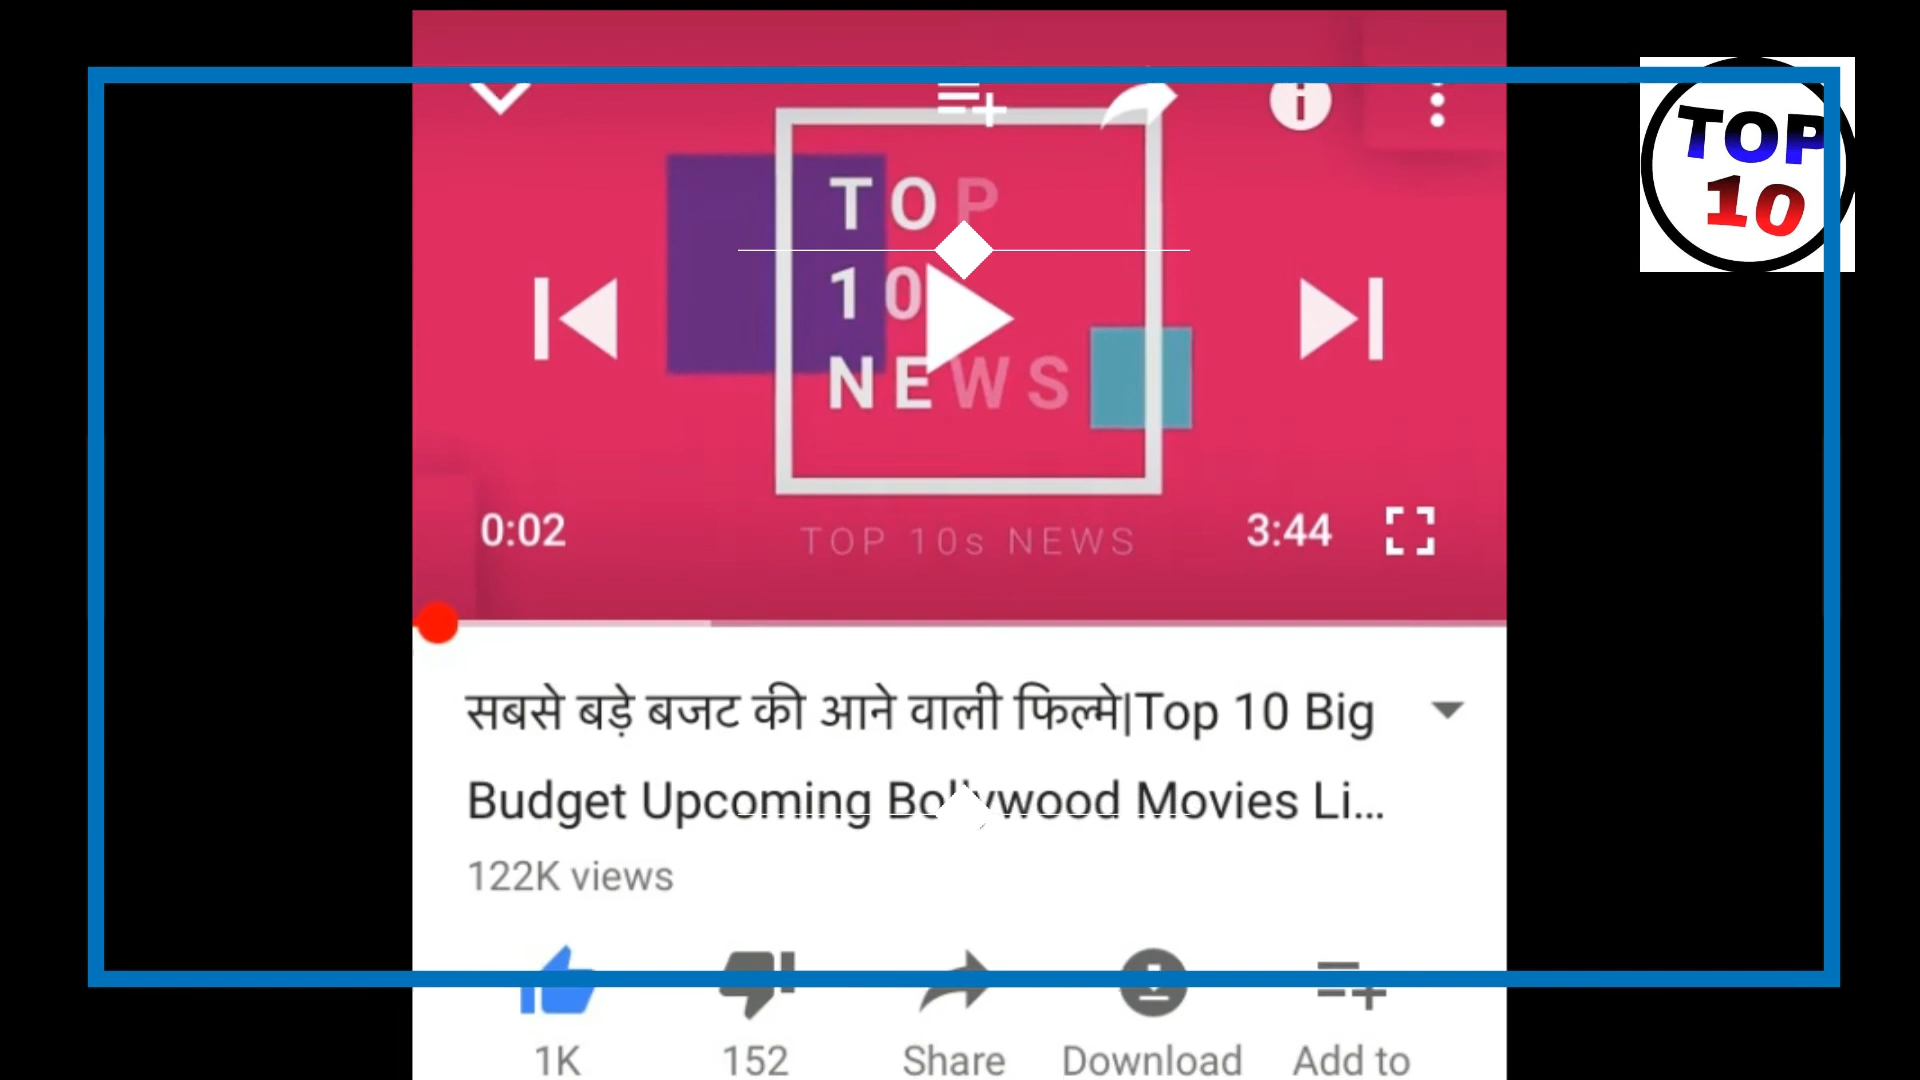 TOP
10
TOP
10
NEWS
0:02
3:44
TOP 10s NEWS
सबसे बड़े बजट की आने वाली फिल्मे|Top 10 Big
Budget Upcoming Bollywood Movies Li...
122K views
1K
152
Share
Download
Add to